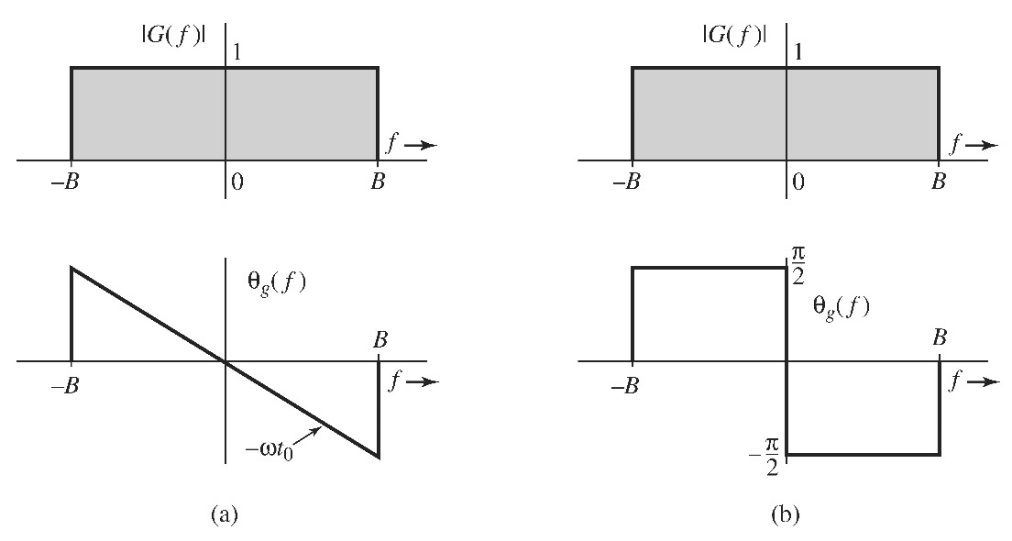 |G(f)|
1
f
–B
0
B
θg(f)
B
–B
f
–ωt0
(a)
|G(f)|
1
f
–B
0
B
π/2
θg(f)
B
–B
f
–π/2
(b)